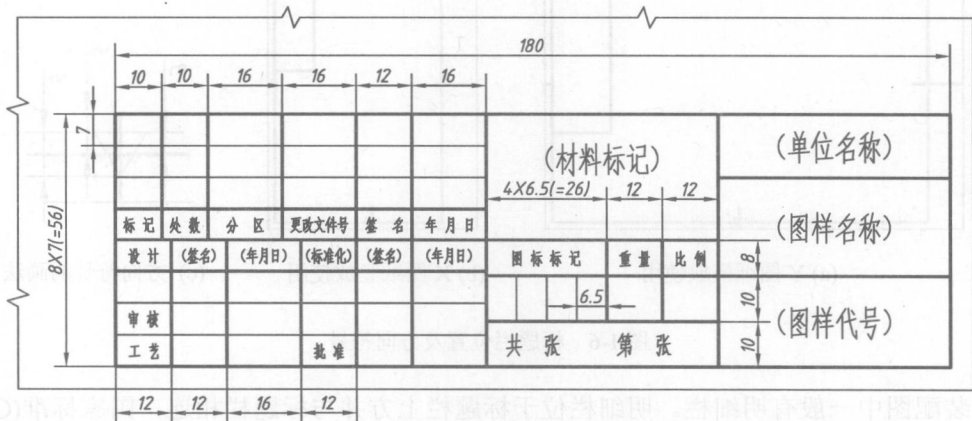 180
10 10 16 16 12 16
7
8X7(=56)
(材料标记)
(单位名称)
4X6.5(=26) 12 12
(图样名称)
标记 处数 分区 更改文件号 签名 年月日
设计 (签名) (年月日) (标准化) (签名) (年月日) 图标标记 重量 比例 8
6.5 10
(图样代号)
审核
工艺 批准 共 张 第 张 10
12 12 16 12